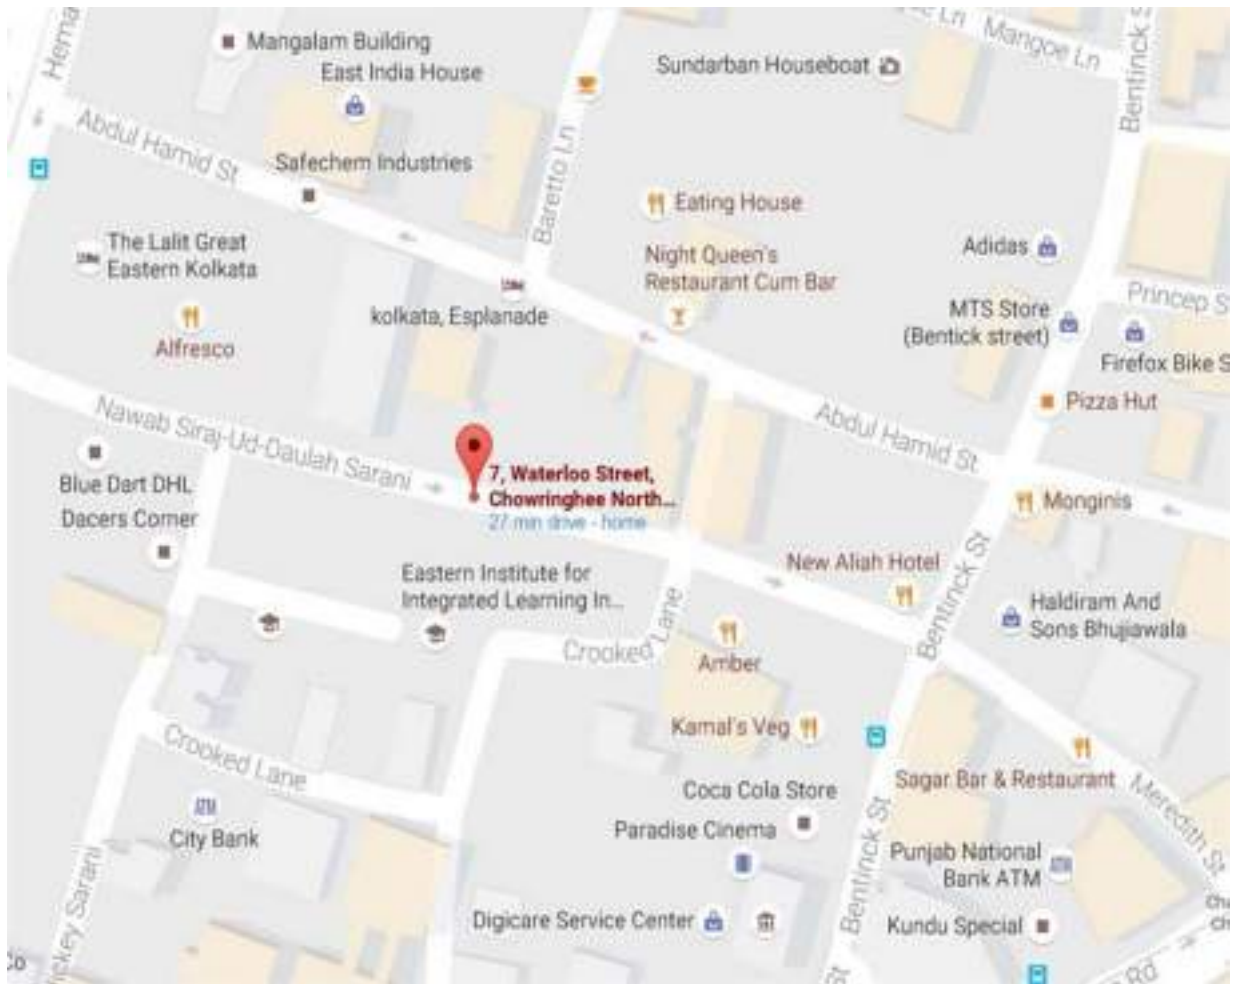 Mangoe Ln
Mangalam Building
East India House
Sundarban Houseboat
Bentinck S
Abdul Hamid St
Safechem Industries
Baretto Ln
Eating House
The Lalit Great
Eastern Kolkata
Night Queen's
Restaurant Cum Bar
Adidas
kolkata, Esplanade
MTS Store
(Bentick street)
Princep S
Alfresco
Firefox Bike S
Pizza Hut
Nawab Siraj-Ud-Daulah Sarani
Abdul Hamid St
Blue Dart DHL
7, Waterloo Street,
Chowringhee North...
27 min drive - home
Monginis
Dacers Corner
New Aliah Hotel
Bentinck St
Eastern Institute for
Integrated Learning In...
Haldiram And
Sons Bhujiawala
Crooked Lane
Amber
Kamal's Veg
Crooked Lane
Sagar Bar & Restaurant
Coca Cola Store
Meredith St
City Bank
Paradise Cinema
Punjab National
Bank ATM
Bentinck St
ckey Sarani
Digicare Service Center
Kundu Special
Rd